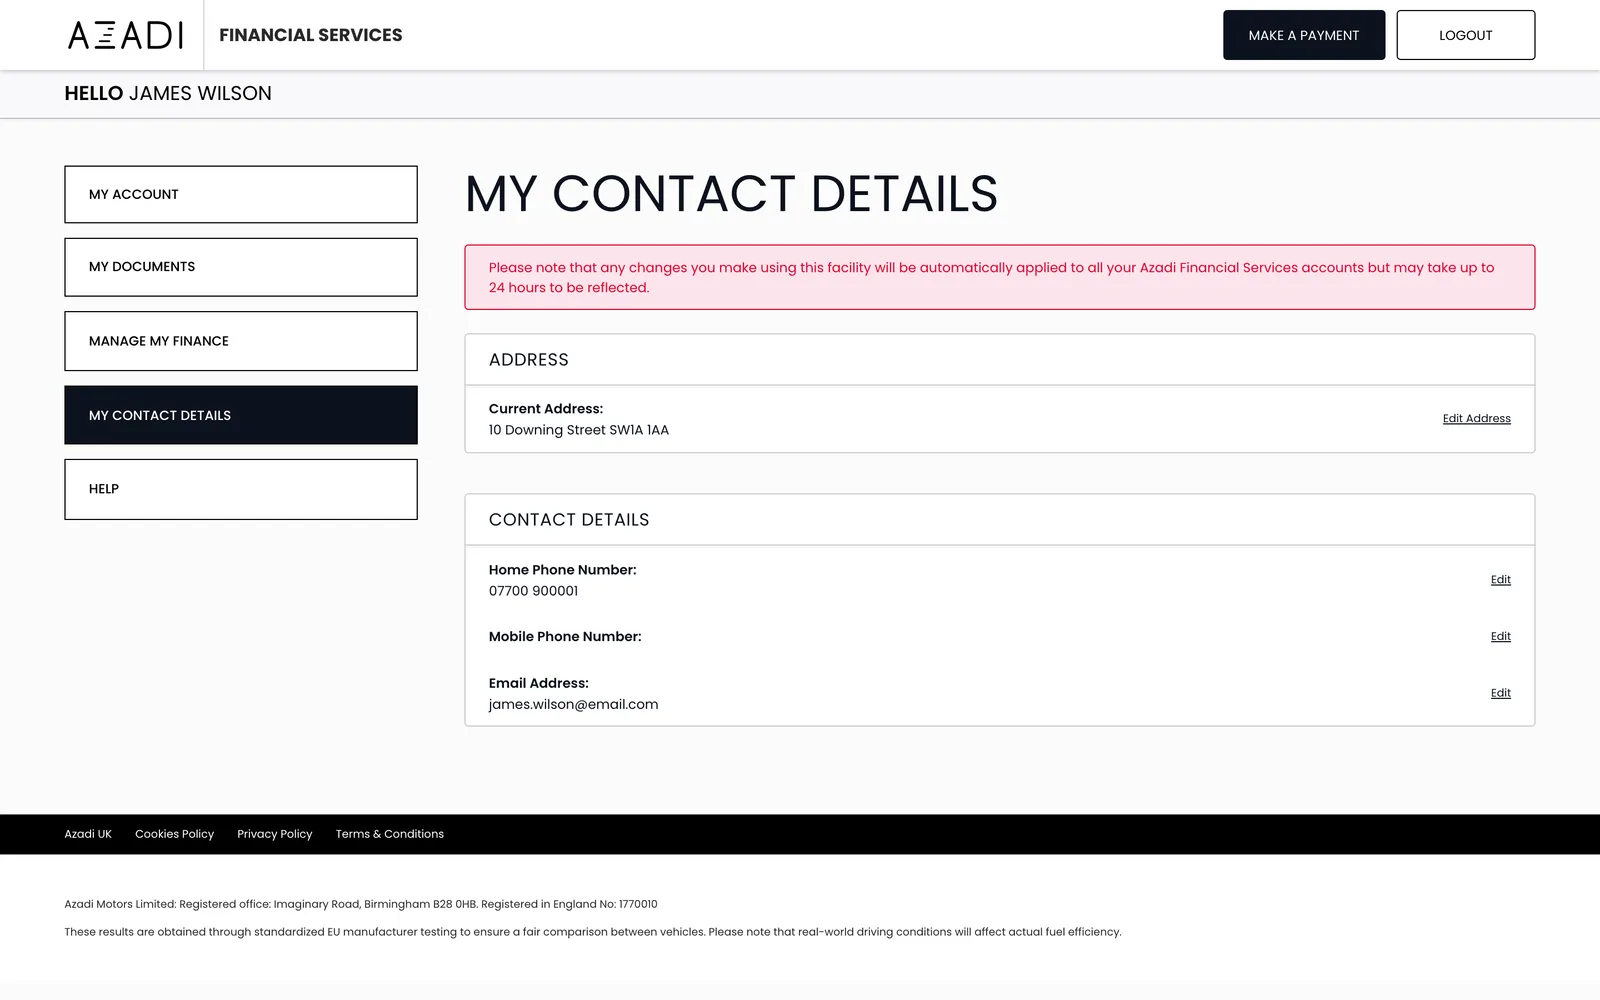 AZADI
FINANCIAL SERVICES
MAKE A PAYMENT
LOGOUT
HELLO JAMES WILSON
MY ACCOUNT
MY DOCUMENTS
MANAGE MY FINANCE
MY CONTACT DETAILS
HELP
MY CONTACT DETAILS
Please note that any changes you make using this facility will be automatically applied to all your Azadi Financial Services accounts but may take up to
24 hours to be reflected.
ADDRESS
Current Address:
10 Downing Street SW1A 1AA
Edit Address
CONTACT DETAILS
Home Phone Number:
07700 900001
Edit
Mobile Phone Number:
Edit
Email Address:
james.wilson@email.com
Edit
Azadi UK
Cookies Policy
Privacy Policy
Terms & Conditions
Azadi Motors Limited: Registered office: Imaginary Road, Birmingham B28 0HB. Registered in England No: 1770010
These results are obtained through standardized EU manufacturer testing to ensure a fair comparison between vehicles. Please note that real-world driving conditions will affect actual fuel efficiency.